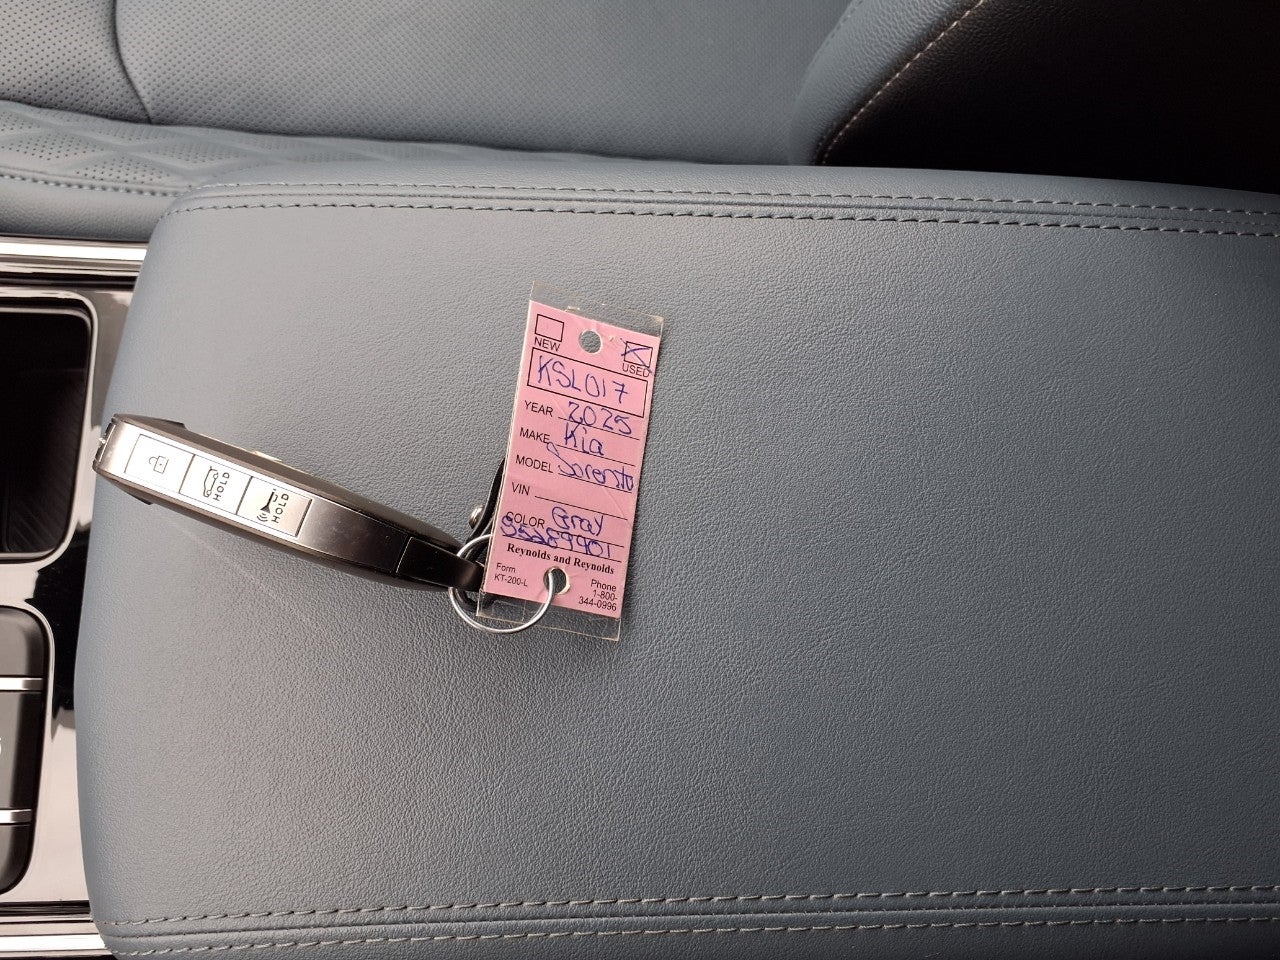 NEW
USED
KSL017
YEAR 2025
MAKE Kia
MODEL Sorento
VIN
COLOR Gray
Reynolds and Reynolds
Form
KT-200-L
Phone
1-800-
344-0996
HOLD
HOLD